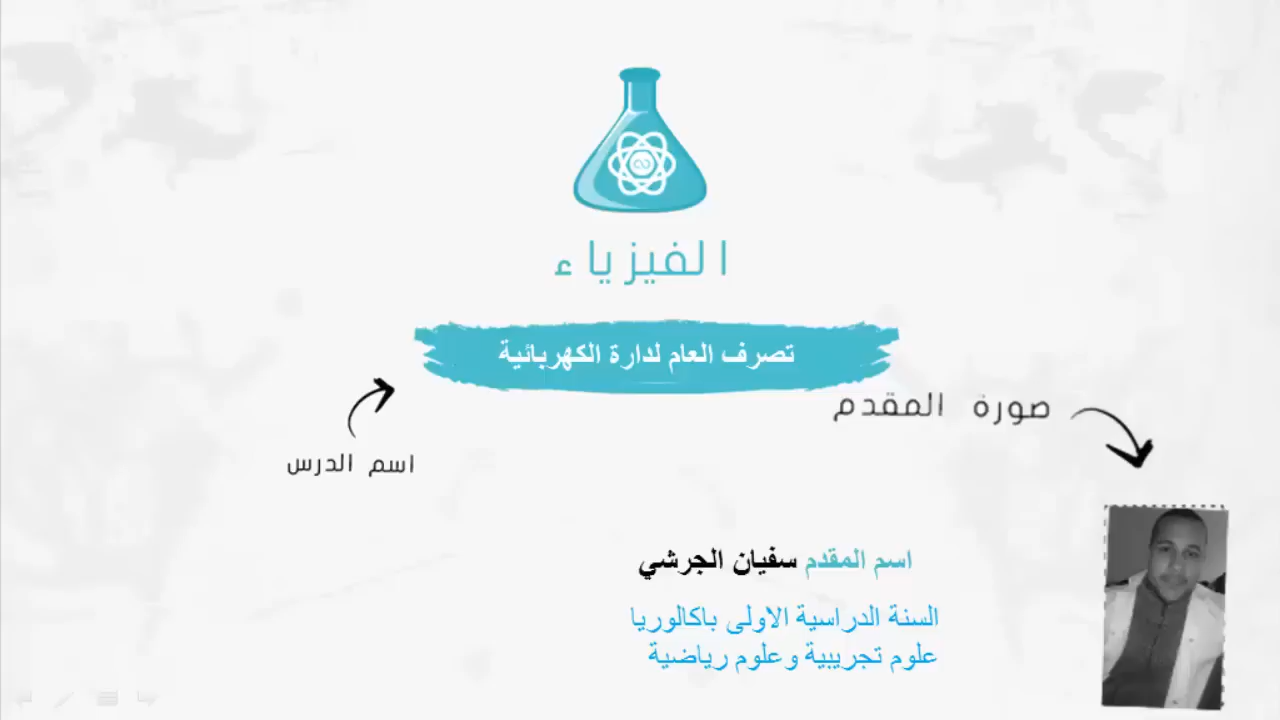 الفيزياء
تصرف العام لدارة الكهربائية
صورة المقدم
اسم الدرس
اسم المقدم سفيان الجرشي
السنة الدراسية الاولى باكالوريا
علوم تجريبية وعلوم رياضية